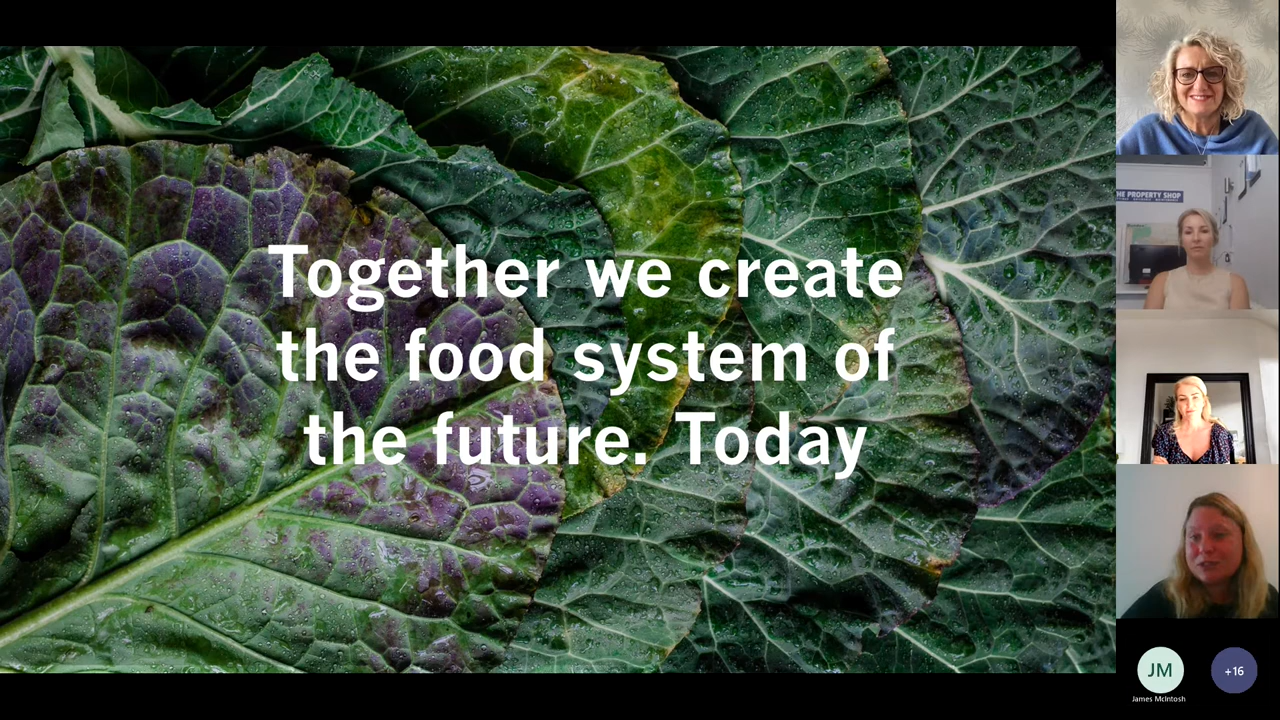 Together we create
the food system of
the future. Today
THE PROPERTY SHOP
JM
+16
James McIntosh